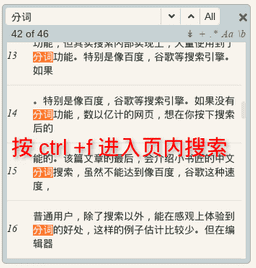 分词
All
42 of 46
.* Aa \b
功能，但其实搜索内部实现上，大量使用到了
13 分词功能。特别是像百度，谷歌等搜索引擎。
如果
。特别是像百度，谷歌等搜索引擎。如果没有
14 分词功能，数以亿计的网页，想在你按下搜索
后的
按 ctrl +f 进入页内搜索
能的。该篇文章的最后，会介绍小书匠的中文
15 分词搜索，虽然不能达到像百度，谷歌这种速
度，
普通用户，除了搜索以外，能在感观上体验到
16 分词的好处，这样的例子估计比较少。但在编
辑器